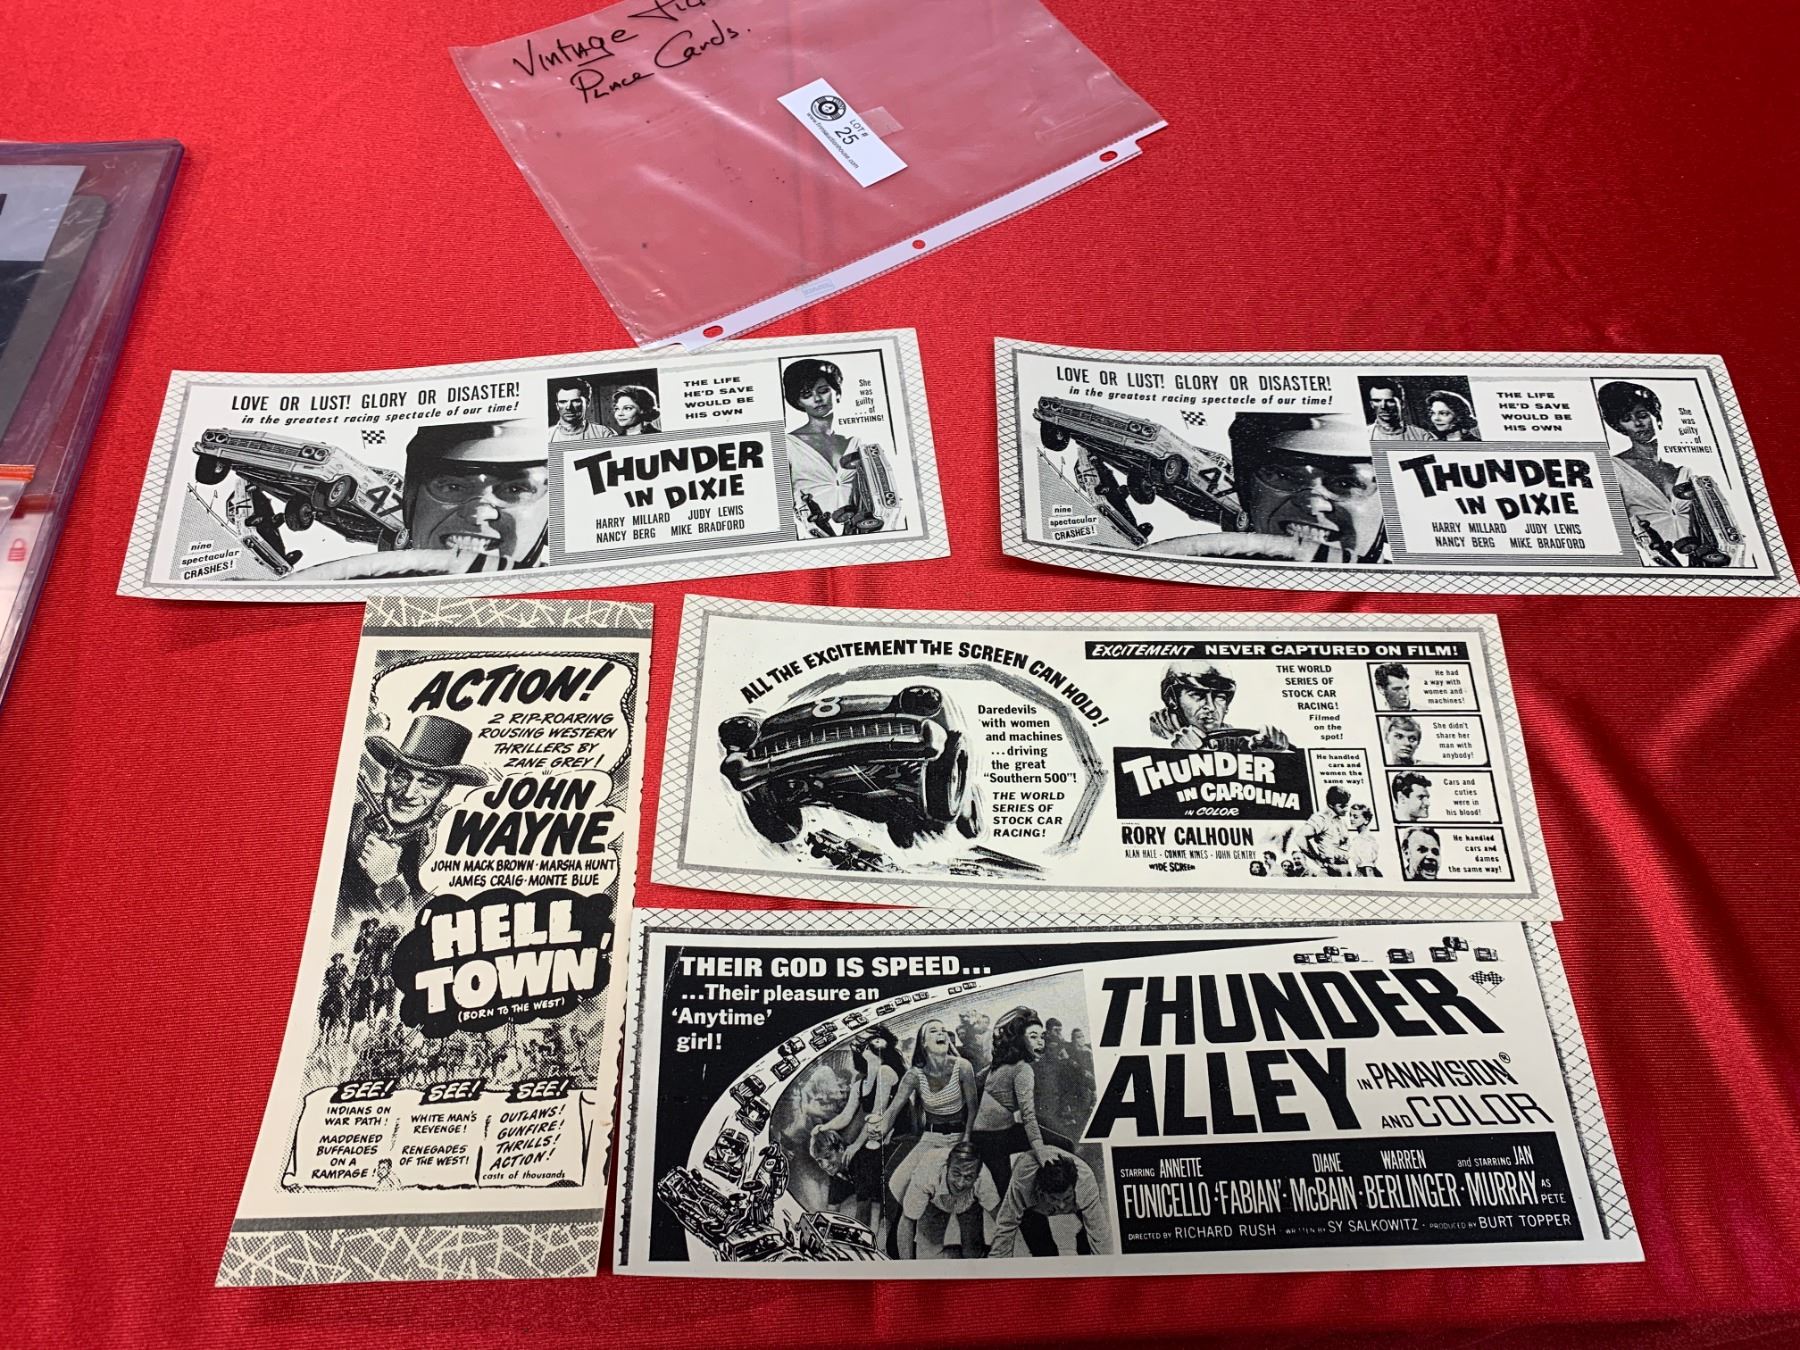 Vintage
Place Cards.
LOT#
25
LOVE OR LUST! GLORY OR DISASTER!
in the greatest racing spectacle of our time!
47
nine
spectacular
CRASHES!
THE LIFE
HE'D SAVE
WOULD BE
HIS OWN
THUNDER
IN DIXIE
HARRY MILLARD JUDY LEWIS
NANCY BERG MIKE BRADFORD
She
was
guilty
...of
EVERYTHING!
LOVE OR LUST! GLORY OR DISASTER!
in the greatest racing spectacle of our time!
47
nine
spectacular
CRASHES!
THE LIFE
HE'D SAVE
WOULD BE
HIS OWN
THUNDER
IN DIXIE
HARRY MILLARD JUDY LEWIS
NANCY BERG MIKE BRADFORD
She
was
guilty
...of
EVERYTHING!
ACTION!
2 RIP-ROARING
ROUSING WESTERN
THRILLERS BY
ZANE GREY!
JOHN
WAYNE
JOHN MACK BROWN · MARSHA HUNT
JAMES CRAIG · MONTE BLUE
'HELL
TOWN'
(BORN TO THE WEST)
SEE! SEE! SEE!
INDIANS ON
WAR PATH!
MADDENED
BUFFALOES
ON A
RAMPAGE!
WHITE MAN'S
REVENGE!
RENEGADES
OF THE WEST!
OUTLAWS!
GUNFIRE!
THRILLS!
ACTION!
casts of thousands
ALL THE EXCITEMENT THE SCREEN CAN HOLD!
8
Daredevils
with women
and machines
...driving
the great
"Southern 500"!
THE WORLD
SERIES OF
STOCK CAR
RACING!
EXCITEMENT NEVER CAPTURED ON FILM!
THE WORLD
SERIES OF
STOCK CAR
RACING!
Filmed
on the
spot!
THUNDER
IN CAROLINA
IN COLOR
He handled
cars and
women the
same way!
RORY CALHOUN
ALAN HALE · CONNIE HINES · JOHN GENTRY
WIDE SCREEN
He had
a way with
women and
machines!
She didn't
share her
man with
anybody!
Cars and
cuties
were in
his blood!
He handled
cars and
dames
the same way!
THEIR GOD IS SPEED...
...Their pleasure an
'Anytime'
girl!
THUNDER
ALLEY
IN PANAVISION®
AND COLOR
STARRING ANNETTE FUNICELLO · 'FABIAN' · DIANE McBAIN · WARREN BERLINGER · and STARRING JAN MURRAY AS PETE
DIRECTED BY RICHARD RUSH · WRITTEN BY SY SALKOWITZ · PRODUCED BY BURT TOPPER